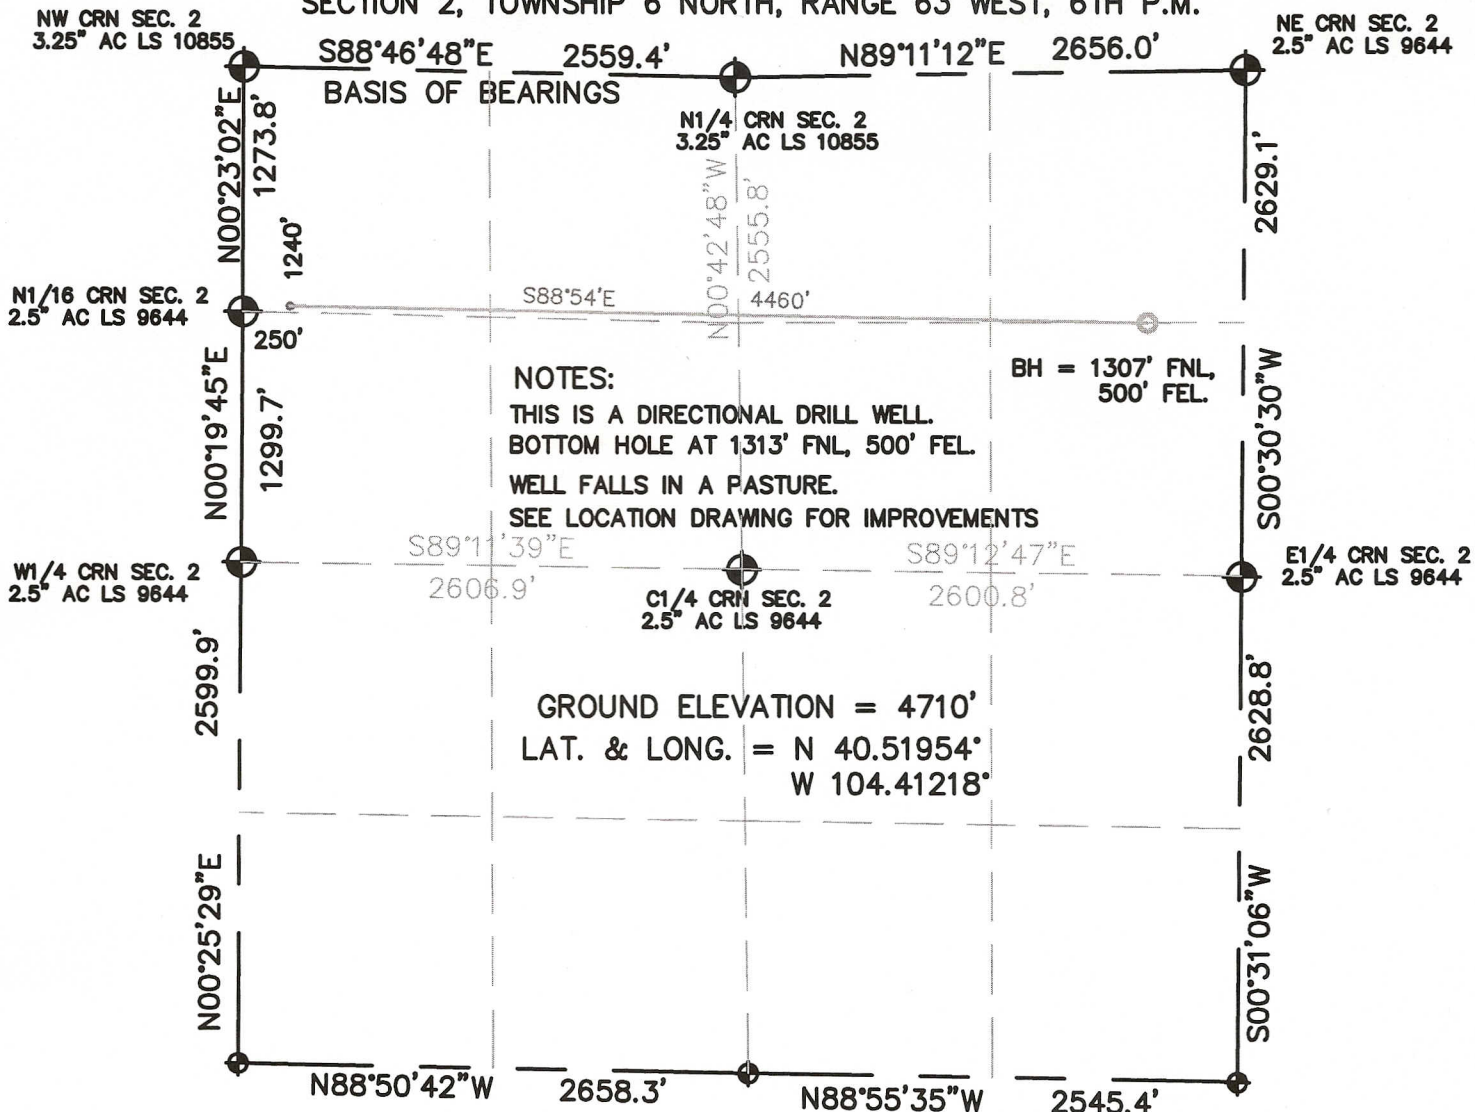 SECTION 2, TOWNSHIP 6 NORTH, RANGE 63 WEST, 6TH P.M.
NW CRN SEC. 2
3.25" AC LS 10855
S88°46'48"E 2559.4'
N89°11'12"E 2656.0'
NE CRN SEC. 2
2.5" AC LS 9644
BASIS OF BEARINGS
N1/4 CRN SEC. 2
3.25" AC LS 10855
N00°23'02"E
1273.8'
N00°42'48"W
2555.8'
2629.1'
1240'
N1/16 CRN SEC. 2
2.5" AC LS 9644
S88°54'E
4460'
250'
BH = 1307' FNL,
500' FEL.
N00°19'45"E
1299.7'
S00°30'30"W
NOTES:
THIS IS A DIRECTIONAL DRILL WELL.
BOTTOM HOLE AT 1313' FNL, 500' FEL.
WELL FALLS IN A PASTURE.
SEE LOCATION DRAWING FOR IMPROVEMENTS
S89°11'39"E
2606.9'
S89°12'47"E
2600.8'
W1/4 CRN SEC. 2
2.5" AC LS 9644
C1/4 CRN SEC. 2
2.5" AC LS 9644
E1/4 CRN SEC. 2
2.5" AC LS 9644
2599.9'
2628.8'
GROUND ELEVATION = 4710'
LAT. & LONG. = N 40.51954°
W 104.41218°
N00°25'29"E
S00°31'06"W
N88°50'42"W 2658.3'
N88°55'35"W 2545.4'